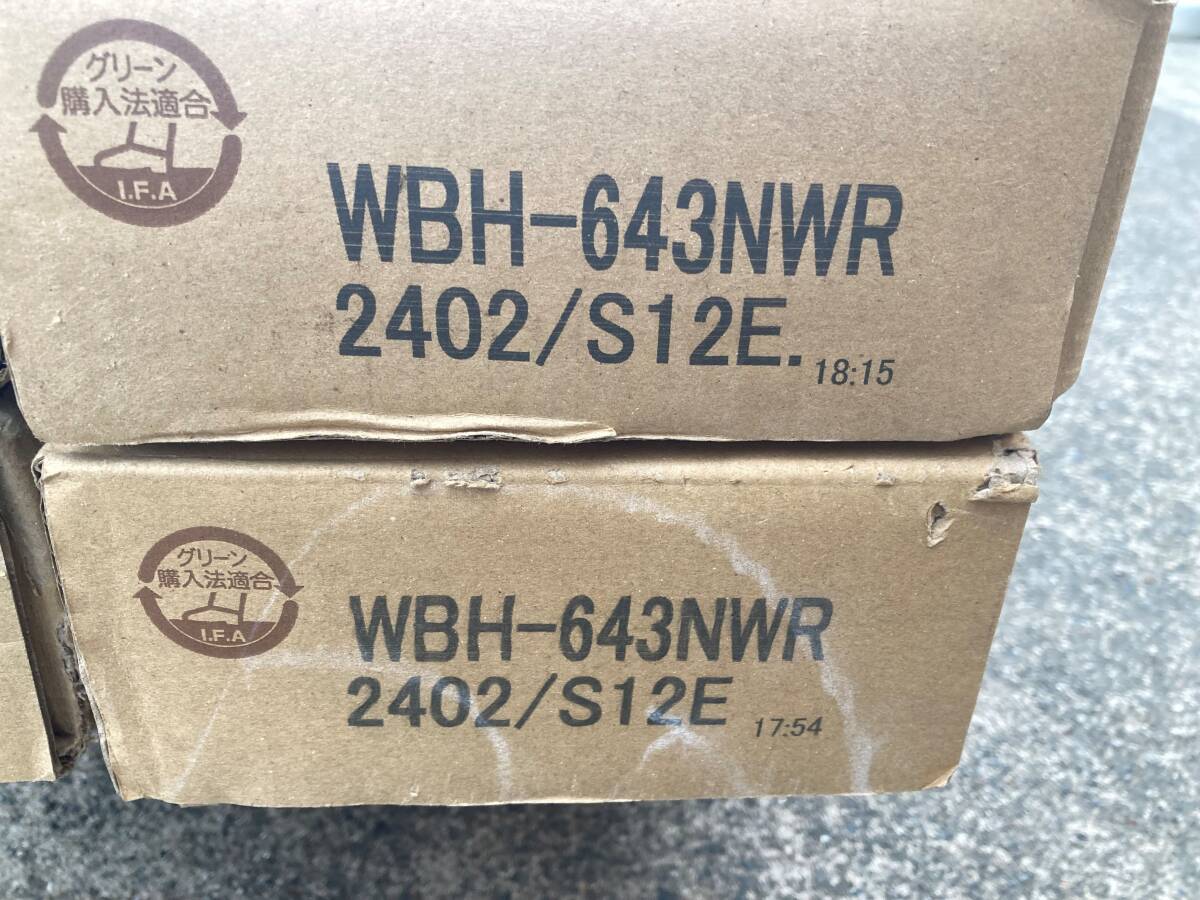 グリーン
購入法適合
I.F.A
WBH-643NWR
2402/S12E.
18:15
グリーン
購入法適合
I.F.A
WBH-643NWR
2402/S12E
17:54